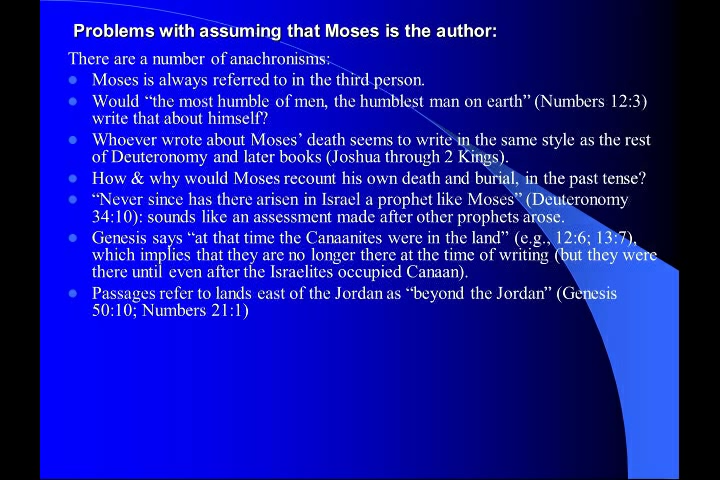 Problems with assuming that Moses is the author:
There are a number of anachronisms:
Moses is always referred to in the third person.
Would “the most humble of men, the humblest man on earth” (Numbers 12:3)
write that about himself?
Whoever wrote about Moses’ death seems to write in the same style as the rest
of Deuteronomy and later books (Joshua through 2 Kings).
How & why would Moses recount his own death and burial, in the past tense?
“Never since has there arisen in Israel a prophet like Moses” (Deuteronomy
34:10): sounds like an assessment made after other prophets arose.
Genesis says “at that time the Canaanites were in the land” (e.g., 12:6; 13:7),
which implies that they are no longer there at the time of writing (but they were
there until even after the Israelites occupied Canaan).
Passages refer to lands east of the Jordan as “beyond the Jordan” (Genesis
50:10; Numbers 21:1)